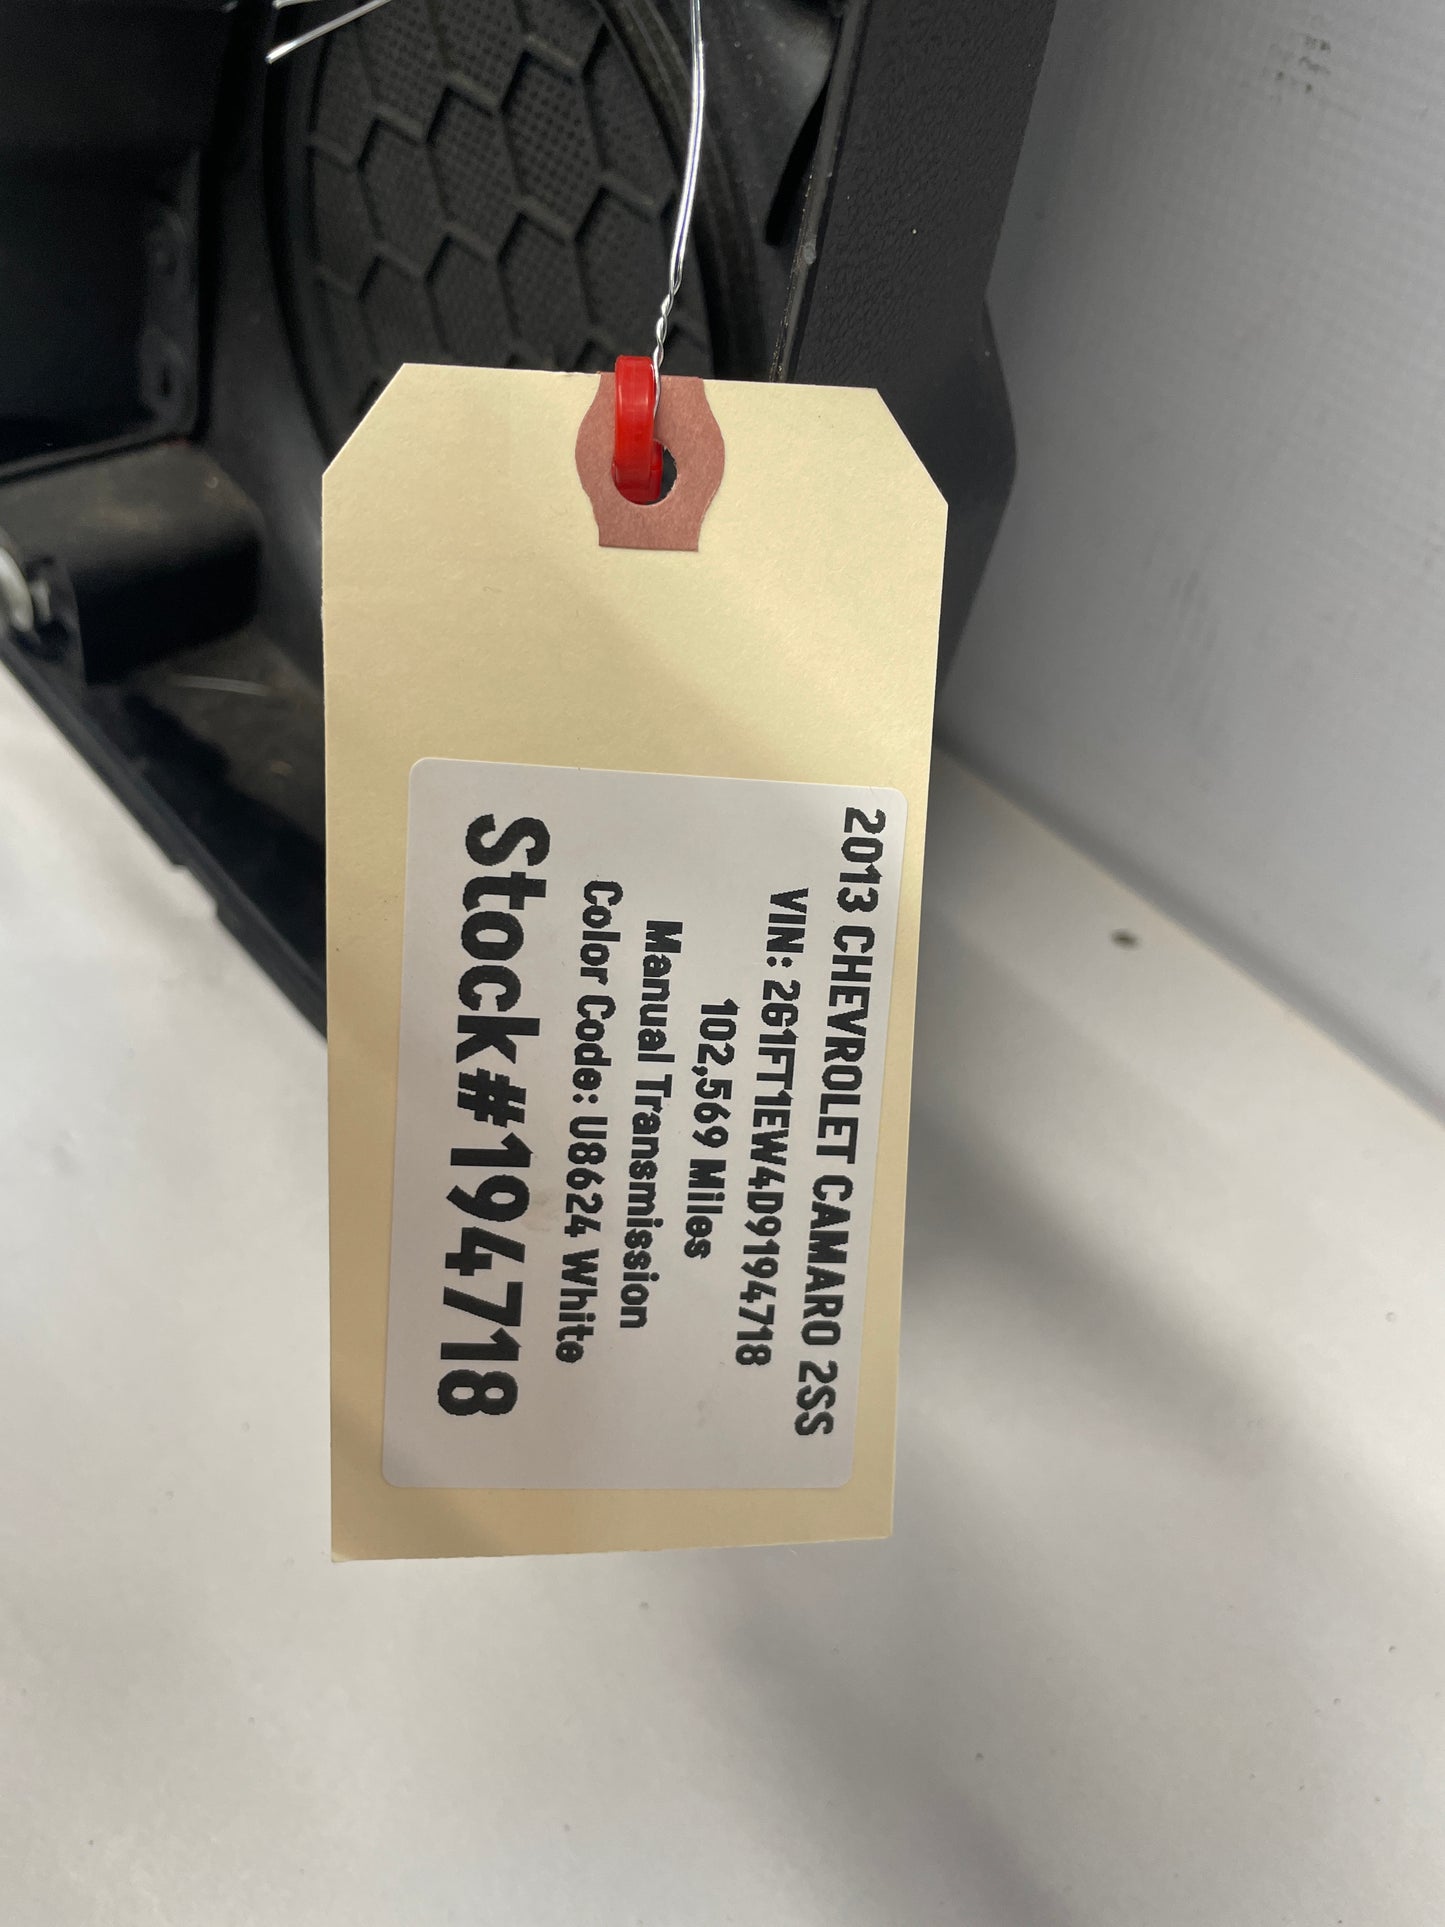 2013 CHEVROLET CAMARO 2SS
VIN: 2G1FT1EW4D9194718
102,569 Miles
Manual Transmission
Color Code: U8624 White
Stock#194718